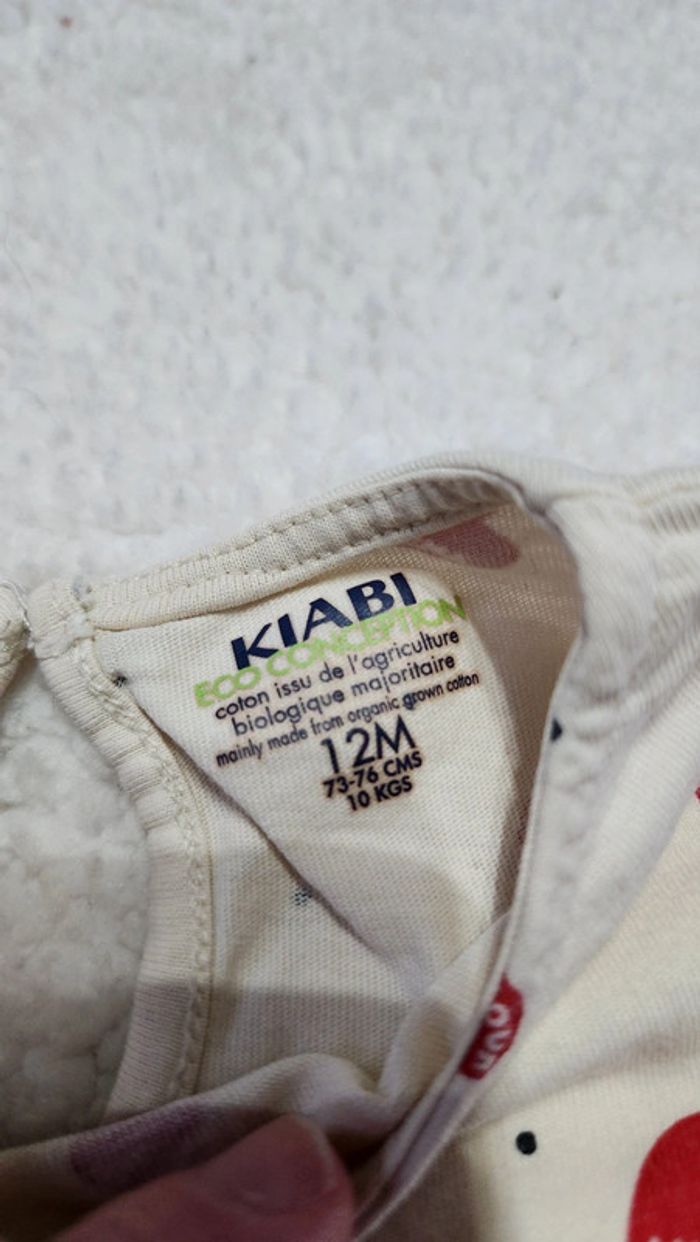 KIABI
ECO CONCEPTION
coton issu de l'agriculture
biologique majoritaire
mainly made from organic grown cotton
12M
73-76 CMS
10 KGS